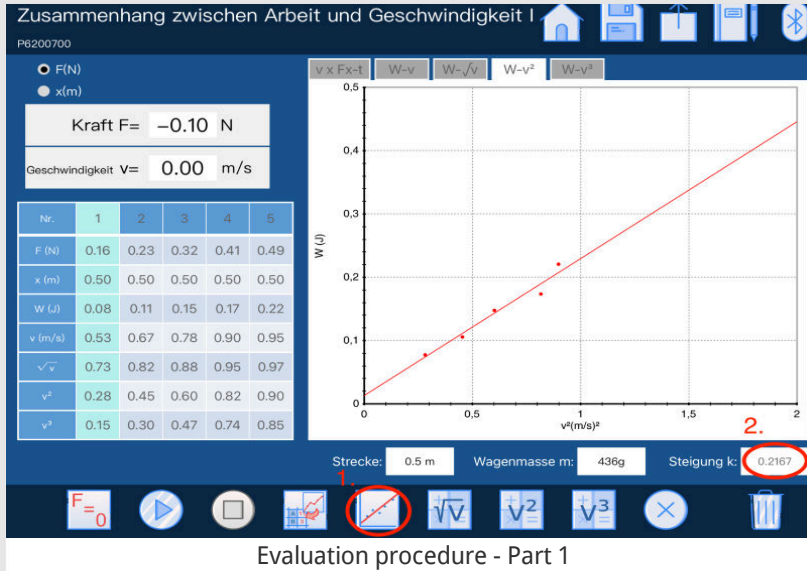 Zusammenhang zwischen Arbeit und Geschwindigkeit I
P6200700
F(N)
x(m)
Kraft F= −0.10 N
Geschwindigkeit V= 0.00 m/s
Nr. 1 2 3 4 5
F (N) 0.16 0.23 0.32 0.41 0.49
x (m) 0.50 0.50 0.50 0.50 0.50
W (J) 0.08 0.11 0.15 0.17 0.22
v (m/s) 0.53 0.67 0.78 0.90 0.95
√v 0.73 0.82 0.88 0.95 0.97
v² 0.28 0.45 0.60 0.82 0.90
v³ 0.15 0.30 0.47 0.74 0.85
v x Fx-t W-v W-√v W-v² W-v³
0,5
0,4
0,3
0,2
0,1
0
W (J)
0 0,5 1 1,5 2
v²(m/s)²
2.
Strecke: 0.5 m Wagenmasse m: 436g Steigung k: 0.2167
1.
F=0 √V V² V³
Evaluation procedure - Part 1